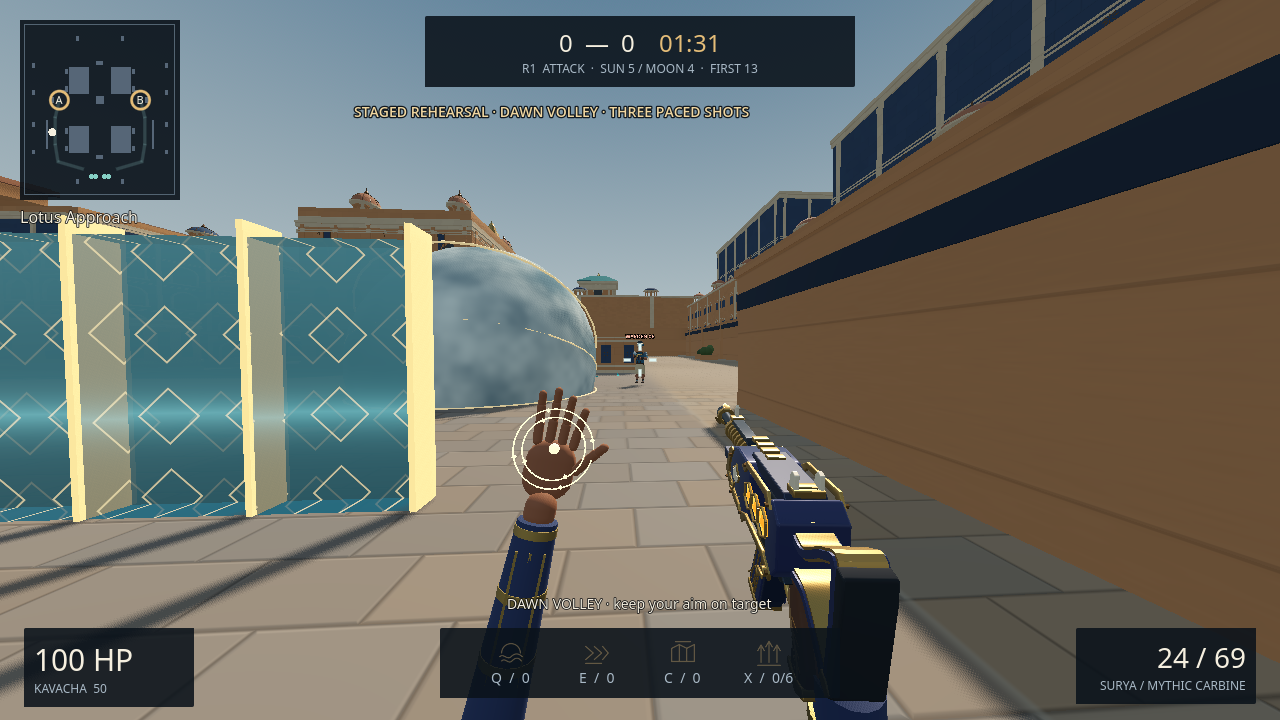 A
B
Lotus Approach
0 — 0 01:31
R1 ATTACK · SUN 5 / MOON 4 · FIRST 13
STAGED REHEARSAL · DAWN VOLLEY · THREE PACED SHOTS
DAWN VOLLEY · keep your aim on target
100 HP
KAVACHA 50
Q / 0
E / 0
C / 0
X / 0/6
24 / 69
SURYA / MYTHIC CARBINE